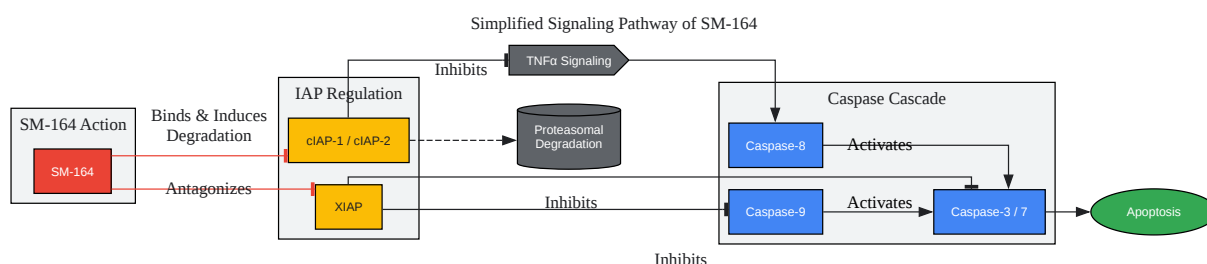 Simplified Signaling Pathway of SM-164
TNFα Signaling
Inhibits
IAP Regulation
Caspase Cascade
SM-164 Action
Binds & Induces
Degradation
cIAP-1 / cIAP-2
Proteasomal
Degradation
Caspase-8
Activates
SM-164
Antagonizes
XIAP
Inhibits
Caspase-9
Activates
Caspase-3 / 7
Apoptosis
Inhibits